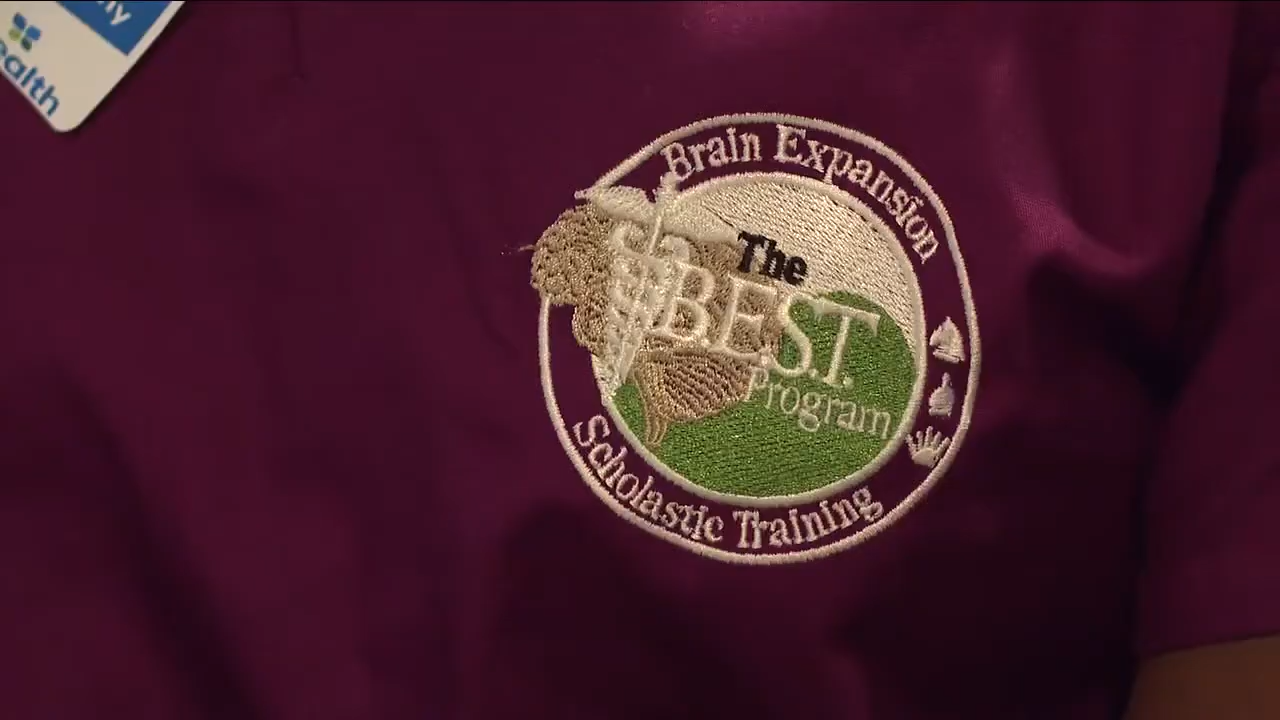 Brain Expansion
The
B.E.S.T.
Program
Scholastic Training